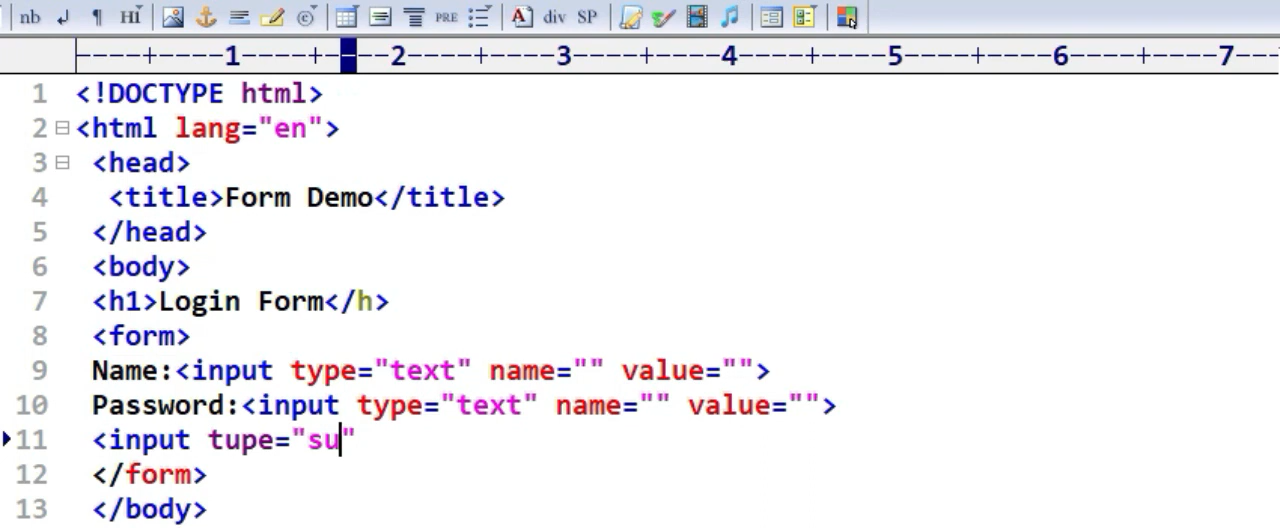 nb ¶ HI PRE A div SP
----+----1----+----2----+----3----+----4----+----5----+----6----+----7---
1 <!DOCTYPE html>
2 <html lang="en">
3 <head>
4 <title>Form Demo</title>
5 </head>
6 <body>
7 <h1>Login Form</h>
8 <form>
9 Name:<input type="text" name="" value="">
10 Password:<input type="text" name="" value="">
11 <input tupe="su"
12 </form>
13 </body>